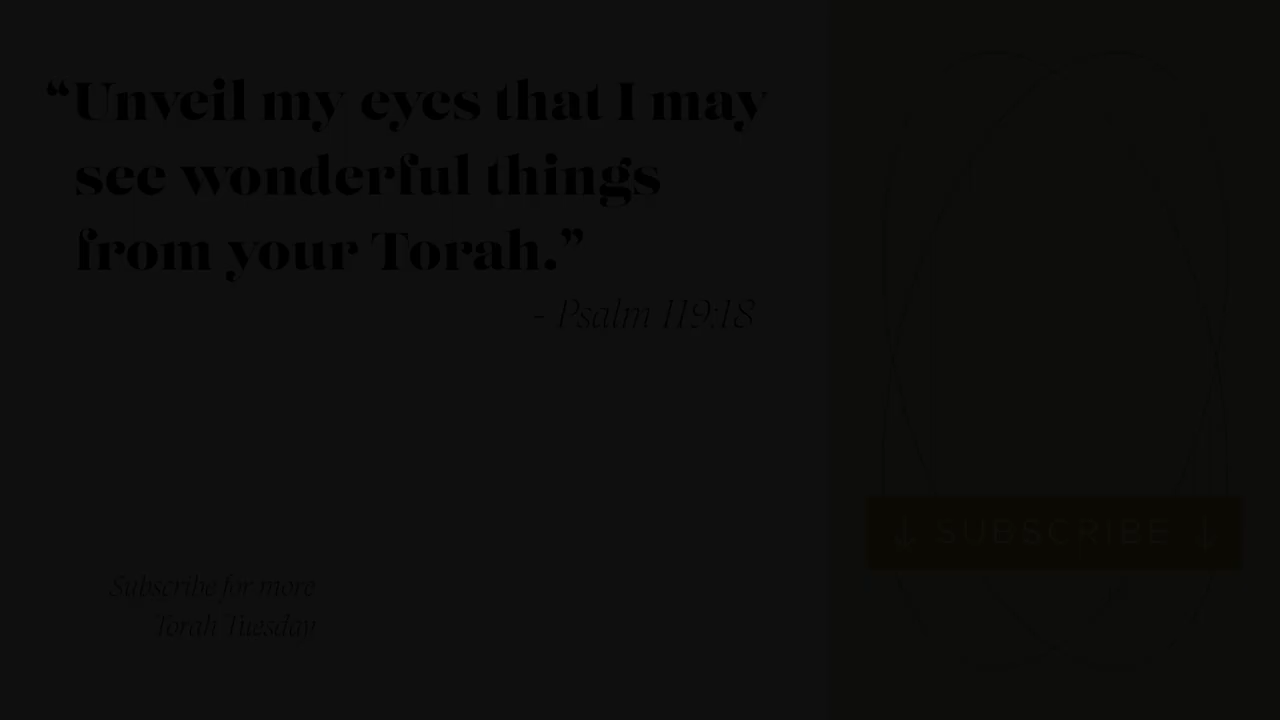 “Unveil my eyes that I may
see wonderful things
from your Torah.”
- Psalm 119:18
↓ SUBSCRIBE ↓
Subscribe for more
Torah Tuesday